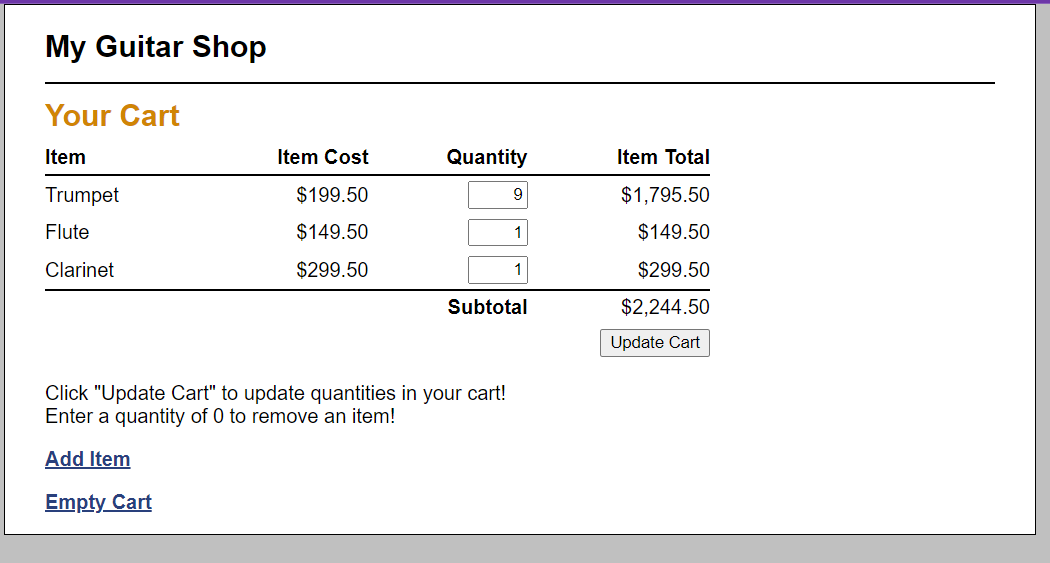 My Guitar Shop
Your Cart
Item Item Cost Quantity Item Total
Trumpet $199.50 9 $1,795.50
Flute $149.50 1 $149.50
Clarinet $299.50 1 $299.50
Subtotal $2,244.50
Update Cart
Click "Update Cart" to update quantities in your cart!
Enter a quantity of 0 to remove an item!
Add Item
Empty Cart